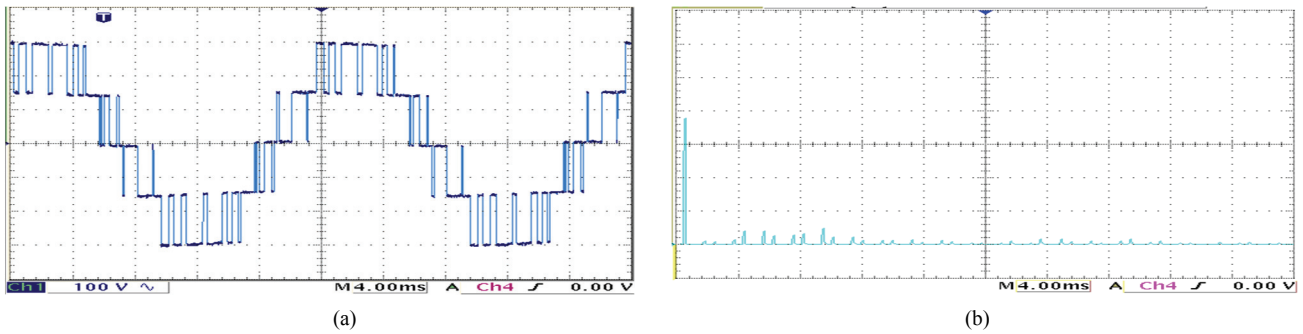 T
Ch1 100 V ∿ M 4.00ms A Ch4 ʃ 0.00 V
M 4.00ms A Ch4 ʃ 0.00 V
(a) (b)